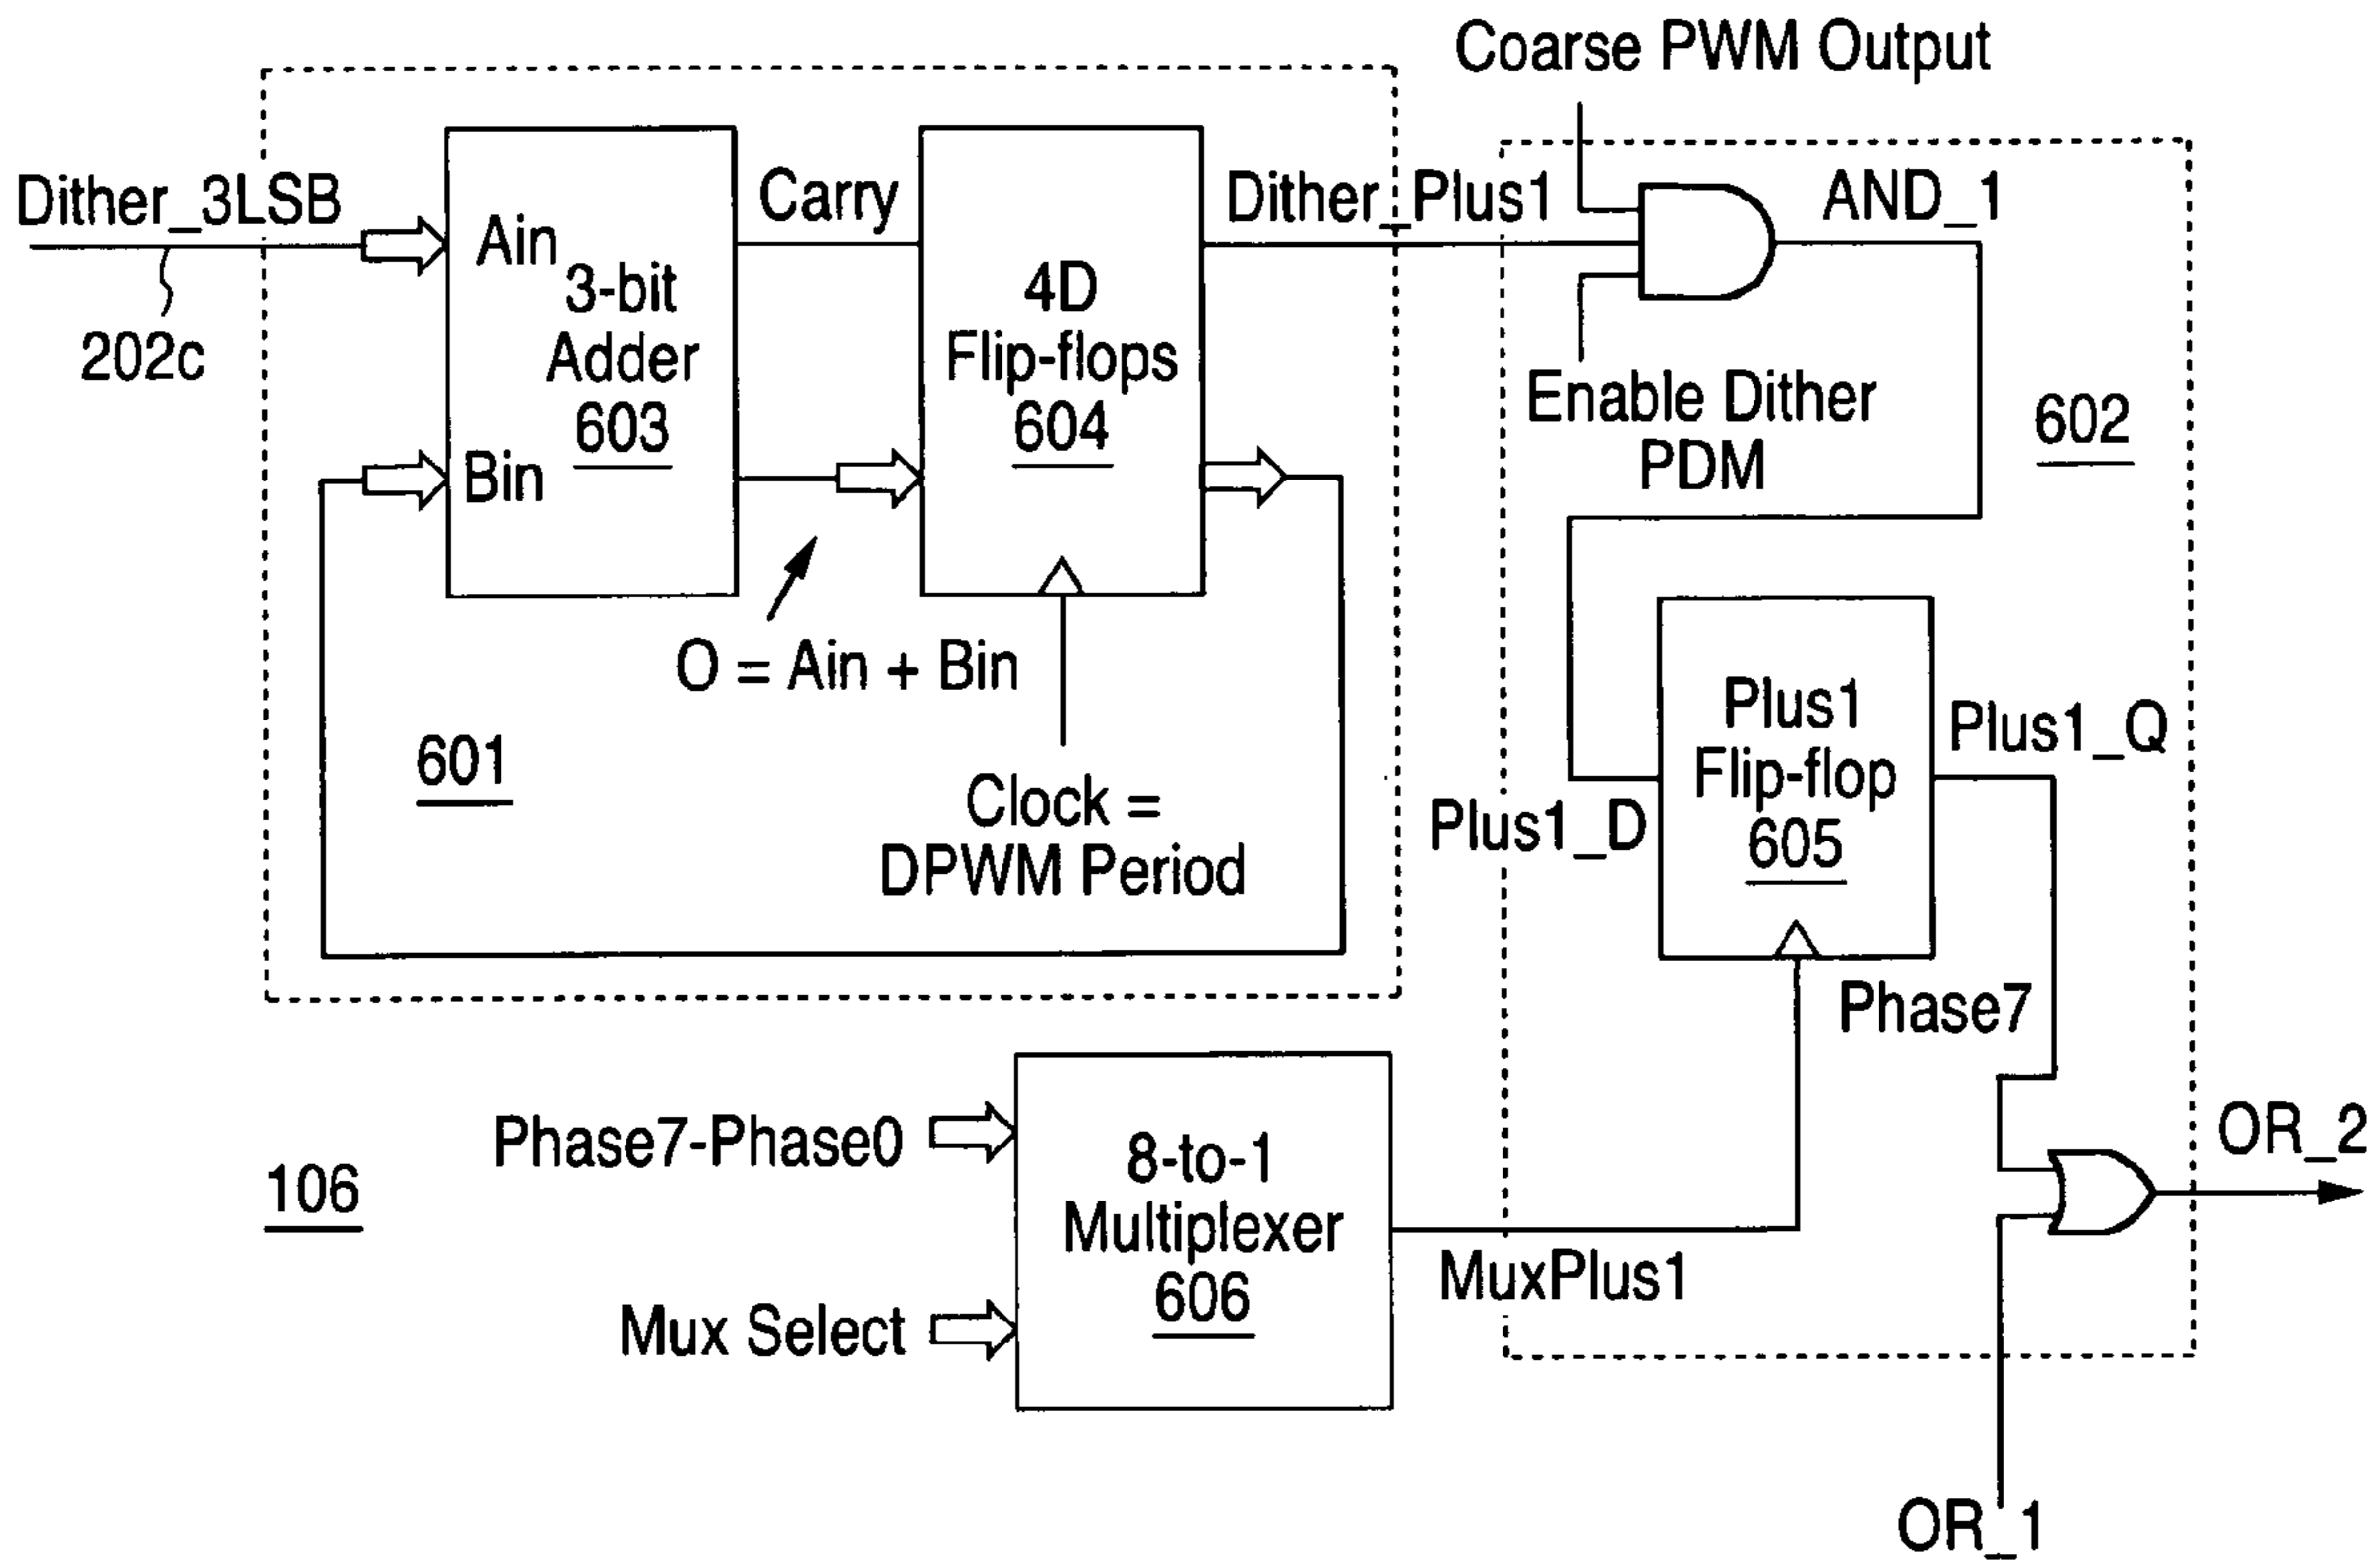 Coarse PWM Output
Dither_3LSB
202c
Ain
3-bit
Adder
603
Bin
Carry
4D
Flip-flops
604
Dither_Plus1
AND_1
Enable Dither
PDM
602
O = Ain + Bin
601
Clock =
DPWM Period
Plus1_D
Plus1
Flip-flop
605
Plus1_Q
Phase7
106
Phase7-Phase0
Mux Select
8-to-1
Multiplexer
606
MuxPlus1
OR_2
OR_1